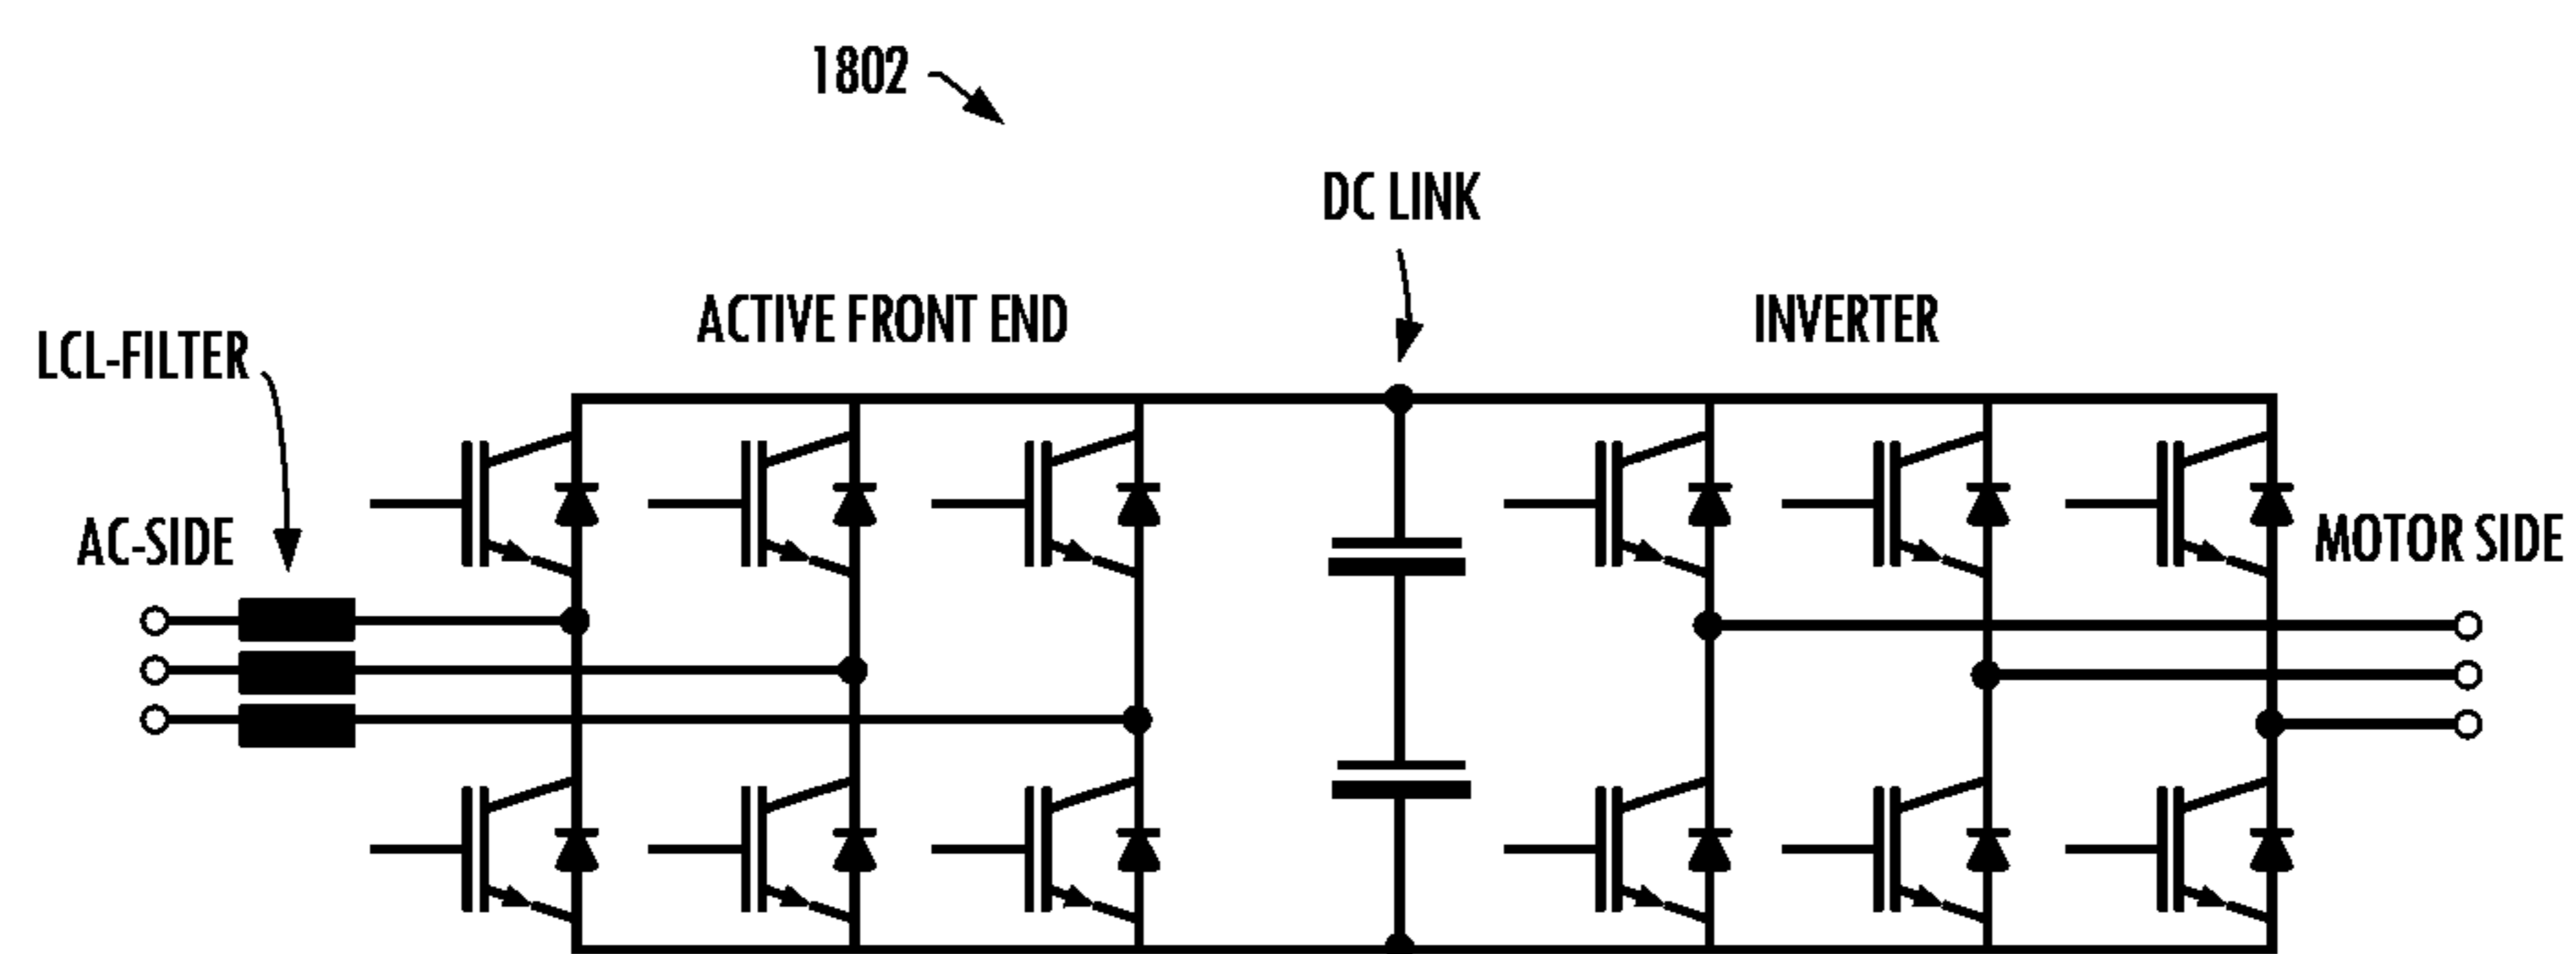 1802
DC LINK
ACTIVE FRONT END
INVERTER
LCL-FILTER
AC-SIDE
MOTOR SIDE